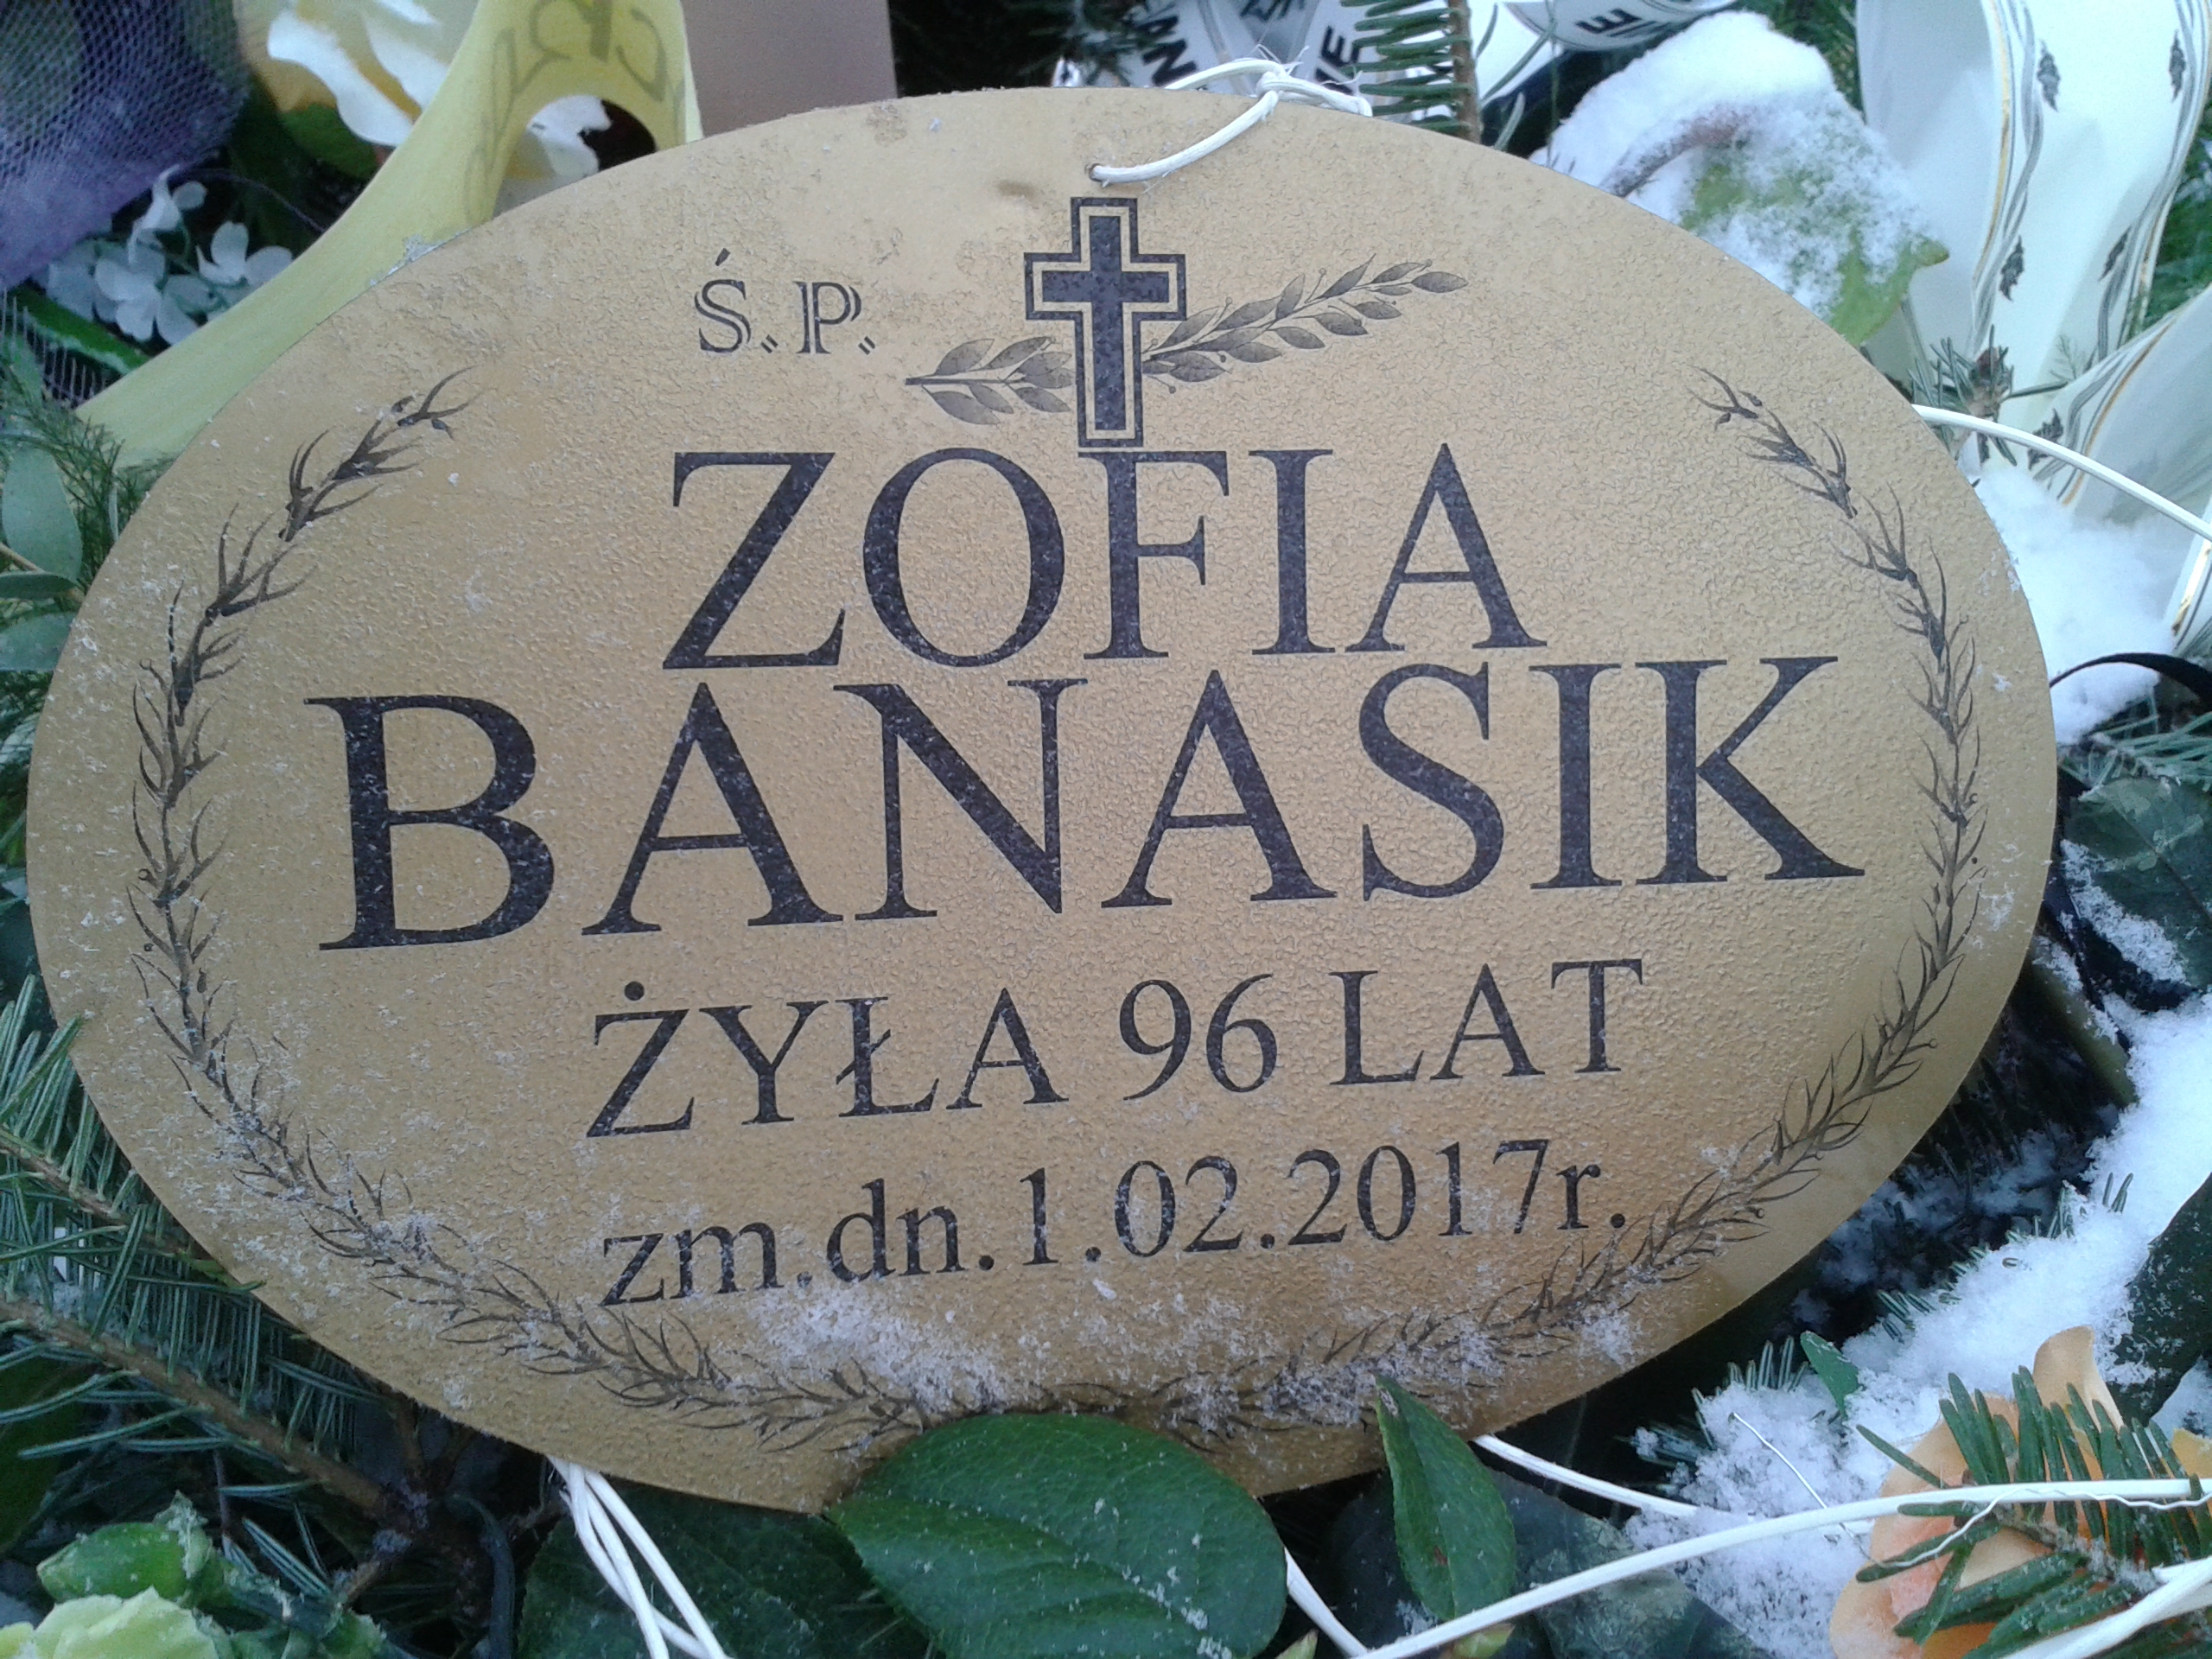 Ś.P.
ZOFIA
BANASIK
ŻYŁA 96 LAT
zm.dn.1.02.2017r.